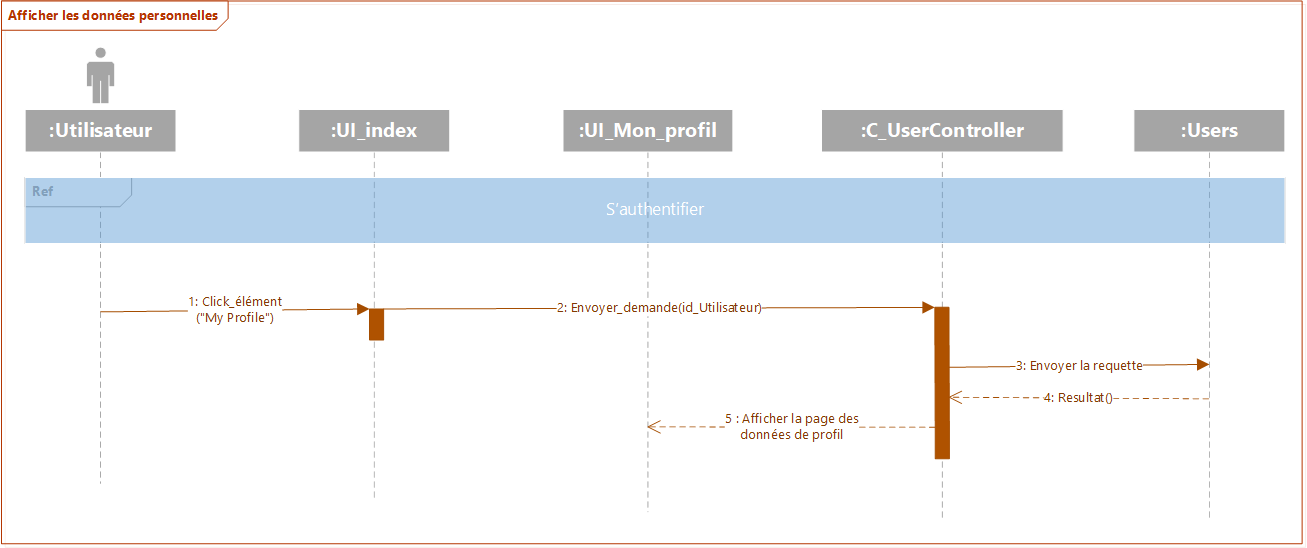 Afficher les données personnelles
:Utilisateur
:UI_index
:UI_Mon_profil
:C_UserController
:Users
Ref
S'authentifier
1: Click_élément
("My Profile")
2: Envoyer_demande(id_Utilisateur)
3: Envoyer la requette
4: Resultat()
5 : Afficher la page des
données de profil